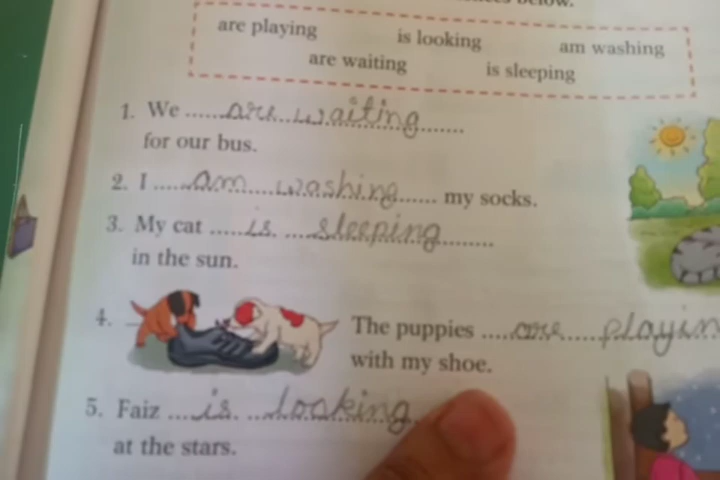 below.
are playing is looking am washing
are waiting is sleeping
1. We ......are waiting......
for our bus.
2. I ......am washing...... my socks.
3. My cat ......is sleeping......
in the sun.
4. The puppies ......are playin
with my shoe.
5. Faiz ......is looking
at the stars.